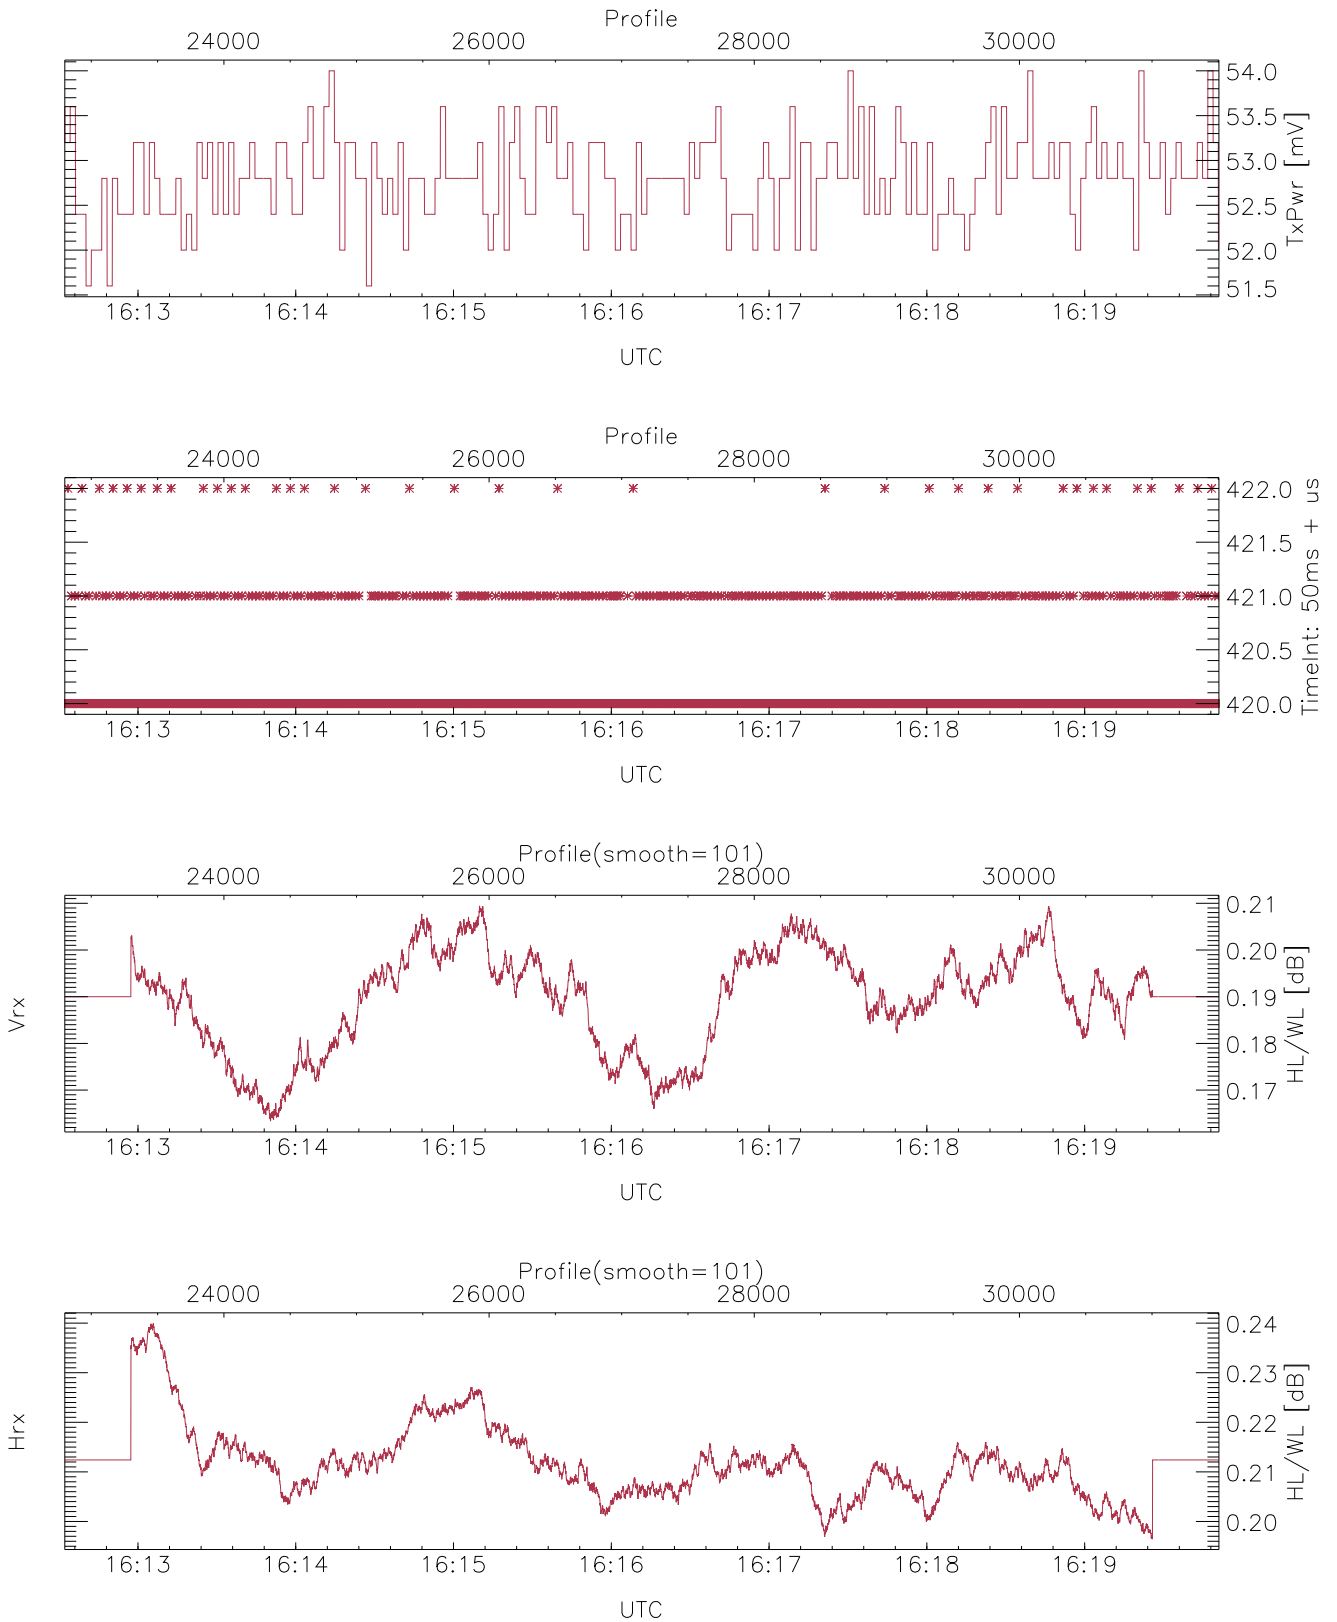 Profile
24000 26000 28000 30000
54.0
53.5
53.0
52.5
52.0
51.5
TxPwr [mV]
16:13 16:14 16:15 16:16 16:17 16:18 16:19
UTC
Profile
24000 26000 28000 30000
422.0
421.5
421.0
420.5
420.0
TimeInt: 50ms + us
16:13 16:14 16:15 16:16 16:17 16:18 16:19
UTC
Profile(smooth=101)
24000 26000 28000 30000
Vrx
0.21
0.20
0.19
0.18
0.17
HL/WL [dB]
16:13 16:14 16:15 16:16 16:17 16:18 16:19
UTC
Profile(smooth=101)
24000 26000 28000 30000
Hrx
0.24
0.23
0.22
0.21
0.20
HL/WL [dB]
16:13 16:14 16:15 16:16 16:17 16:18 16:19
UTC